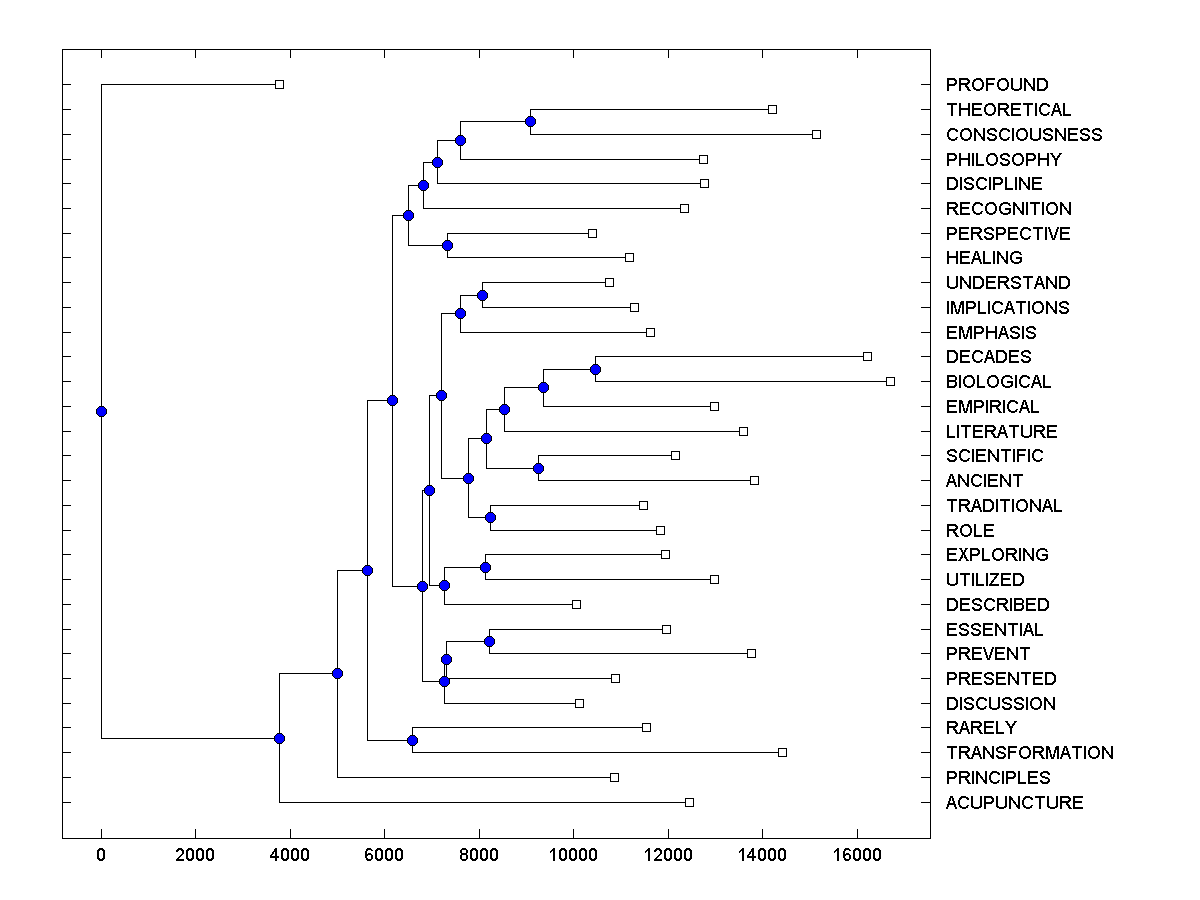 PROFOUND
THEORETICAL
CONSCIOUSNESS
PHILOSOPHY
DISCIPLINE
RECOGNITION
PERSPECTIVE
HEALING
UNDERSTAND
IMPLICATIONS
EMPHASIS
DECADES
BIOLOGICAL
EMPIRICAL
LITERATURE
SCIENTIFIC
ANCIENT
TRADITIONAL
ROLE
EXPLORING
UTILIZED
DESCRIBED
ESSENTIAL
PREVENT
PRESENTED
DISCUSSION
RARELY
TRANSFORMATION
PRINCIPLES
ACUPUNCTURE
0 2000 4000 6000 8000 10000 12000 14000 16000